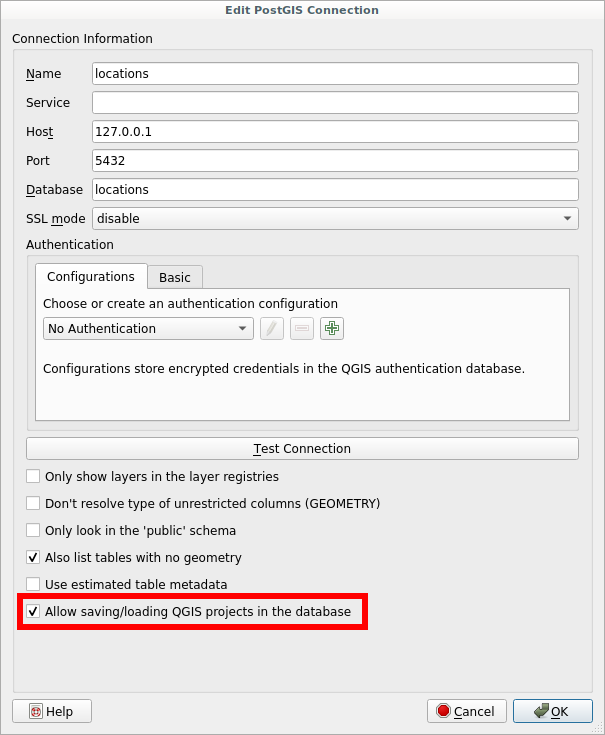 Edit PostGIS Connection
Connection Information
Name locations
Service
Host 127.0.0.1
Port 5432
Database locations
SSL mode disable
Authentication
Configurations Basic
Choose or create an authentication configuration
No Authentication
Configurations store encrypted credentials in the QGIS authentication database.
Test Connection
Only show layers in the layer registries
Don't resolve type of unrestricted columns (GEOMETRY)
Only look in the 'public' schema
Also list tables with no geometry
Use estimated table metadata
Allow saving/loading QGIS projects in the database
Help Cancel OK